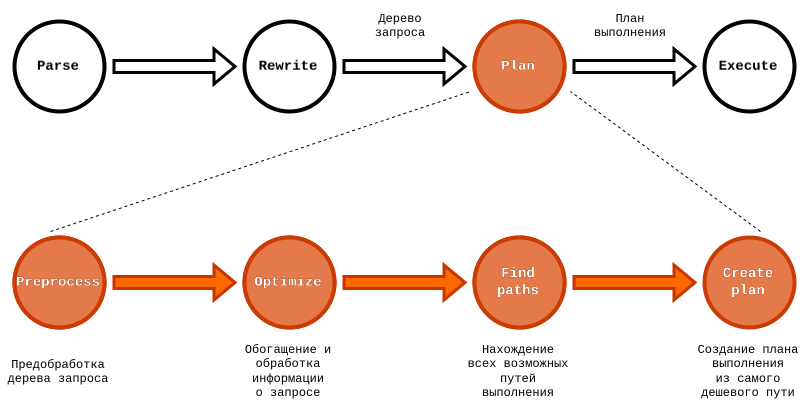 Дерево
запроса
План
выполнения
Parse
Rewrite
Plan
Execute
Preprocess
Optimize
Find
paths
Create
plan
Предобработка
дерева запроса
Обогащение и
обработка
информации
о запросе
Нахождение
всех возможных
путей
выполнения
Создание плана
выполнения
из самого
дешевого пути